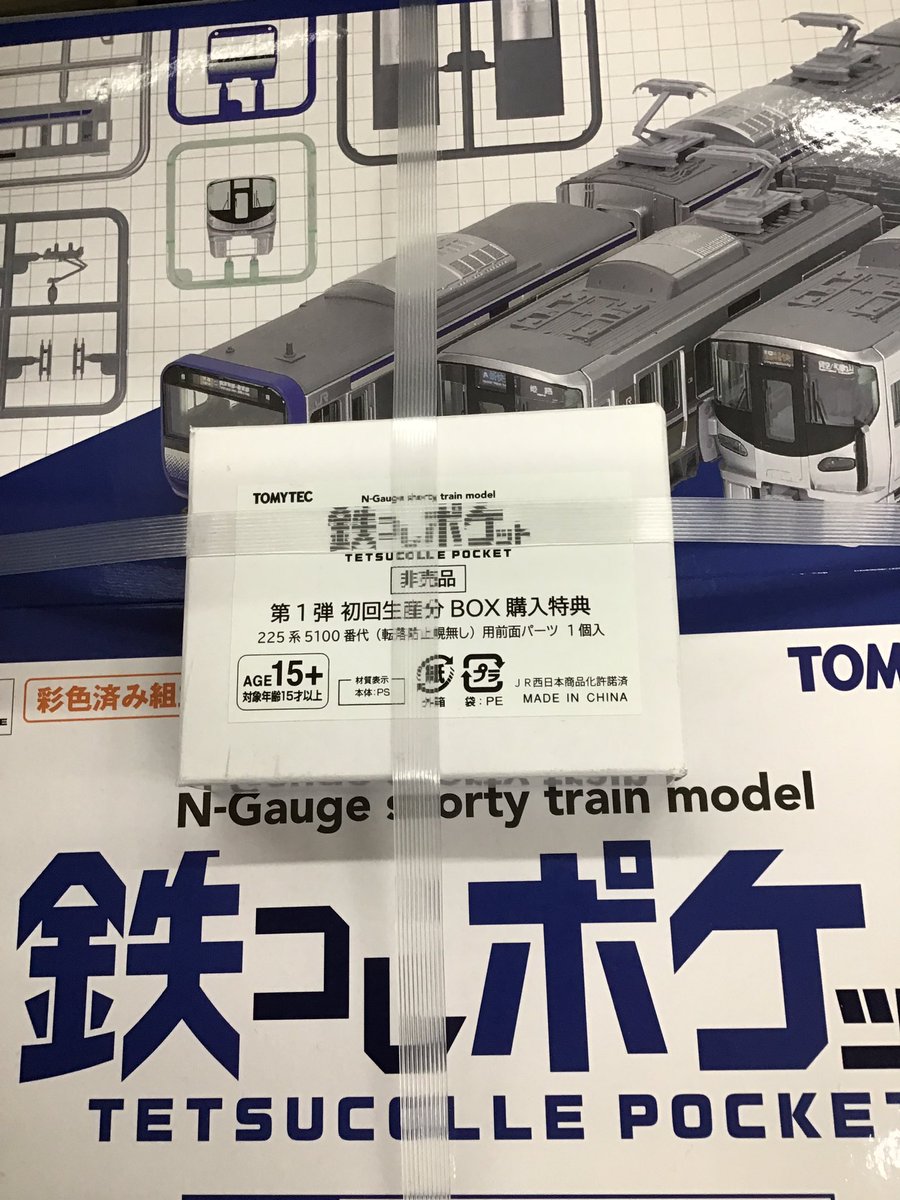 TOMYTEC
N-Gauge shorty train model
鉄コレポケット
TETSUCOLLE POCKET
非売品
第1弾 初回生産分 BOX 購入特典
225系5100番代（転落防止幌無し）用前面パーツ 1個入
AGE 15+
対象年齢15才以上
材質表示
本体：PS
紙
外箱
プラ
袋：PE
JR西日本商品化許諾済
MADE IN CHINA
彩色済み組
TOM
N-Gauge shorty train model
鉄コレポケッ
TETSUCOLLE POCKET